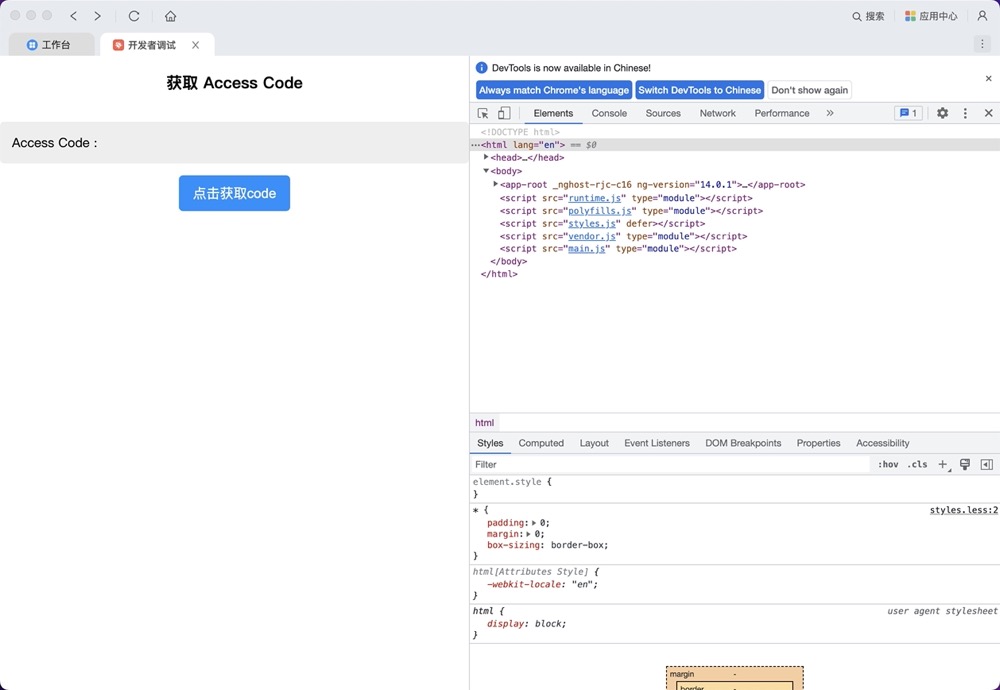 搜索 应用中心
工作台 开发者调试
获取 Access Code
Access Code :
点击获取code
DevTools is now available in Chinese!
Always match Chrome's language Switch DevTools to Chinese Don't show again
Elements Console Sources Network Performance » 1
<!DOCTYPE html>
···<html lang="en"> == $0
<head>…</head>
<body>
<app-root _nghost-rjc-c16 ng-version="14.0.1">…</app-root>
<script src="runtime.js" type="module"></script>
<script src="polyfills.js" type="module"></script>
<script src="styles.js" defer></script>
<script src="vendor.js" type="module"></script>
<script src="main.js" type="module"></script>
</body>
</html>
html
Styles Computed Layout Event Listeners DOM Breakpoints Properties Accessibility
Filter :hov .cls +
element.style {
}
* { styles.less:2
padding: 0;
margin: 0;
box-sizing: border-box;
}
html[Attributes Style] {
-webkit-locale: "en";
}
html { user agent stylesheet
display: block;
}
margin -
border -